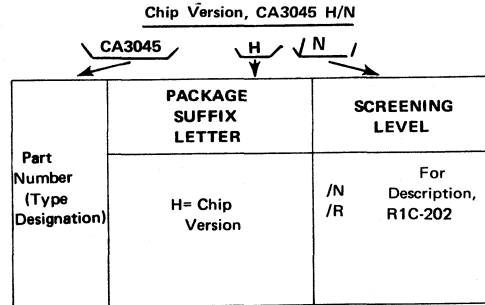 Chip Version, CA3045 H/N
CA3045 H / N /
PACKAGE
SUFFIX
LETTER
SCREENING
LEVEL
Part
Number
(Type
Designation)
H= Chip
Version
/N
/R
For
Description,
R1C-202